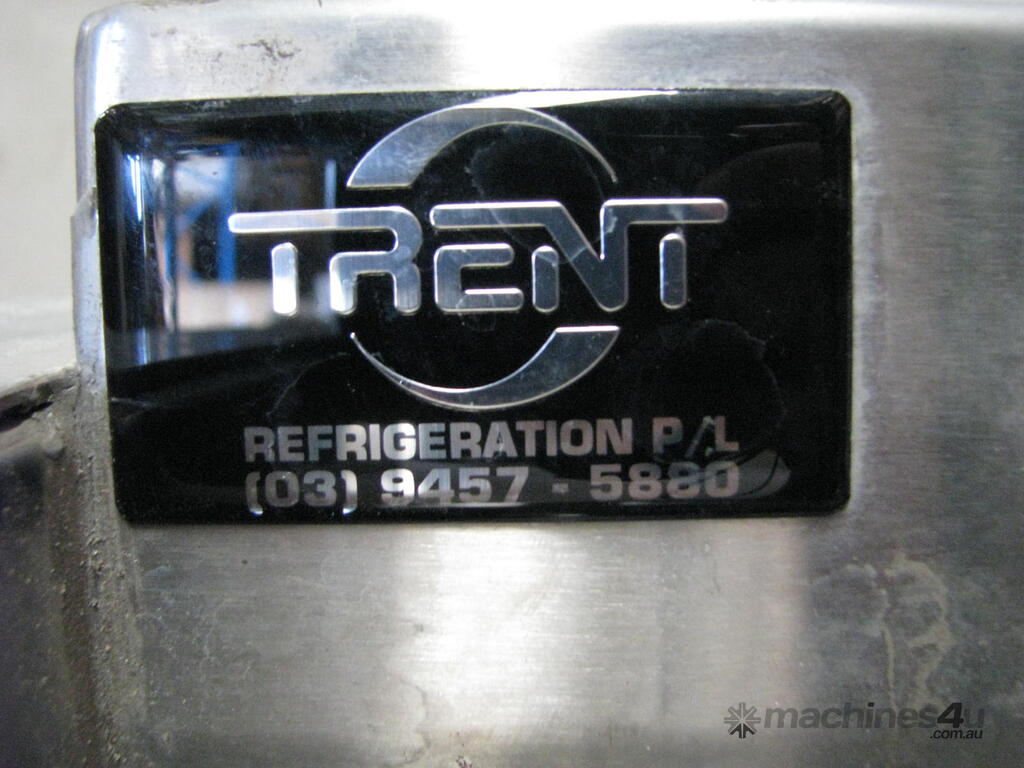 TRENT
REFRIGERATION P/L
(03) 9457 - 5880
machines4u
.com.au